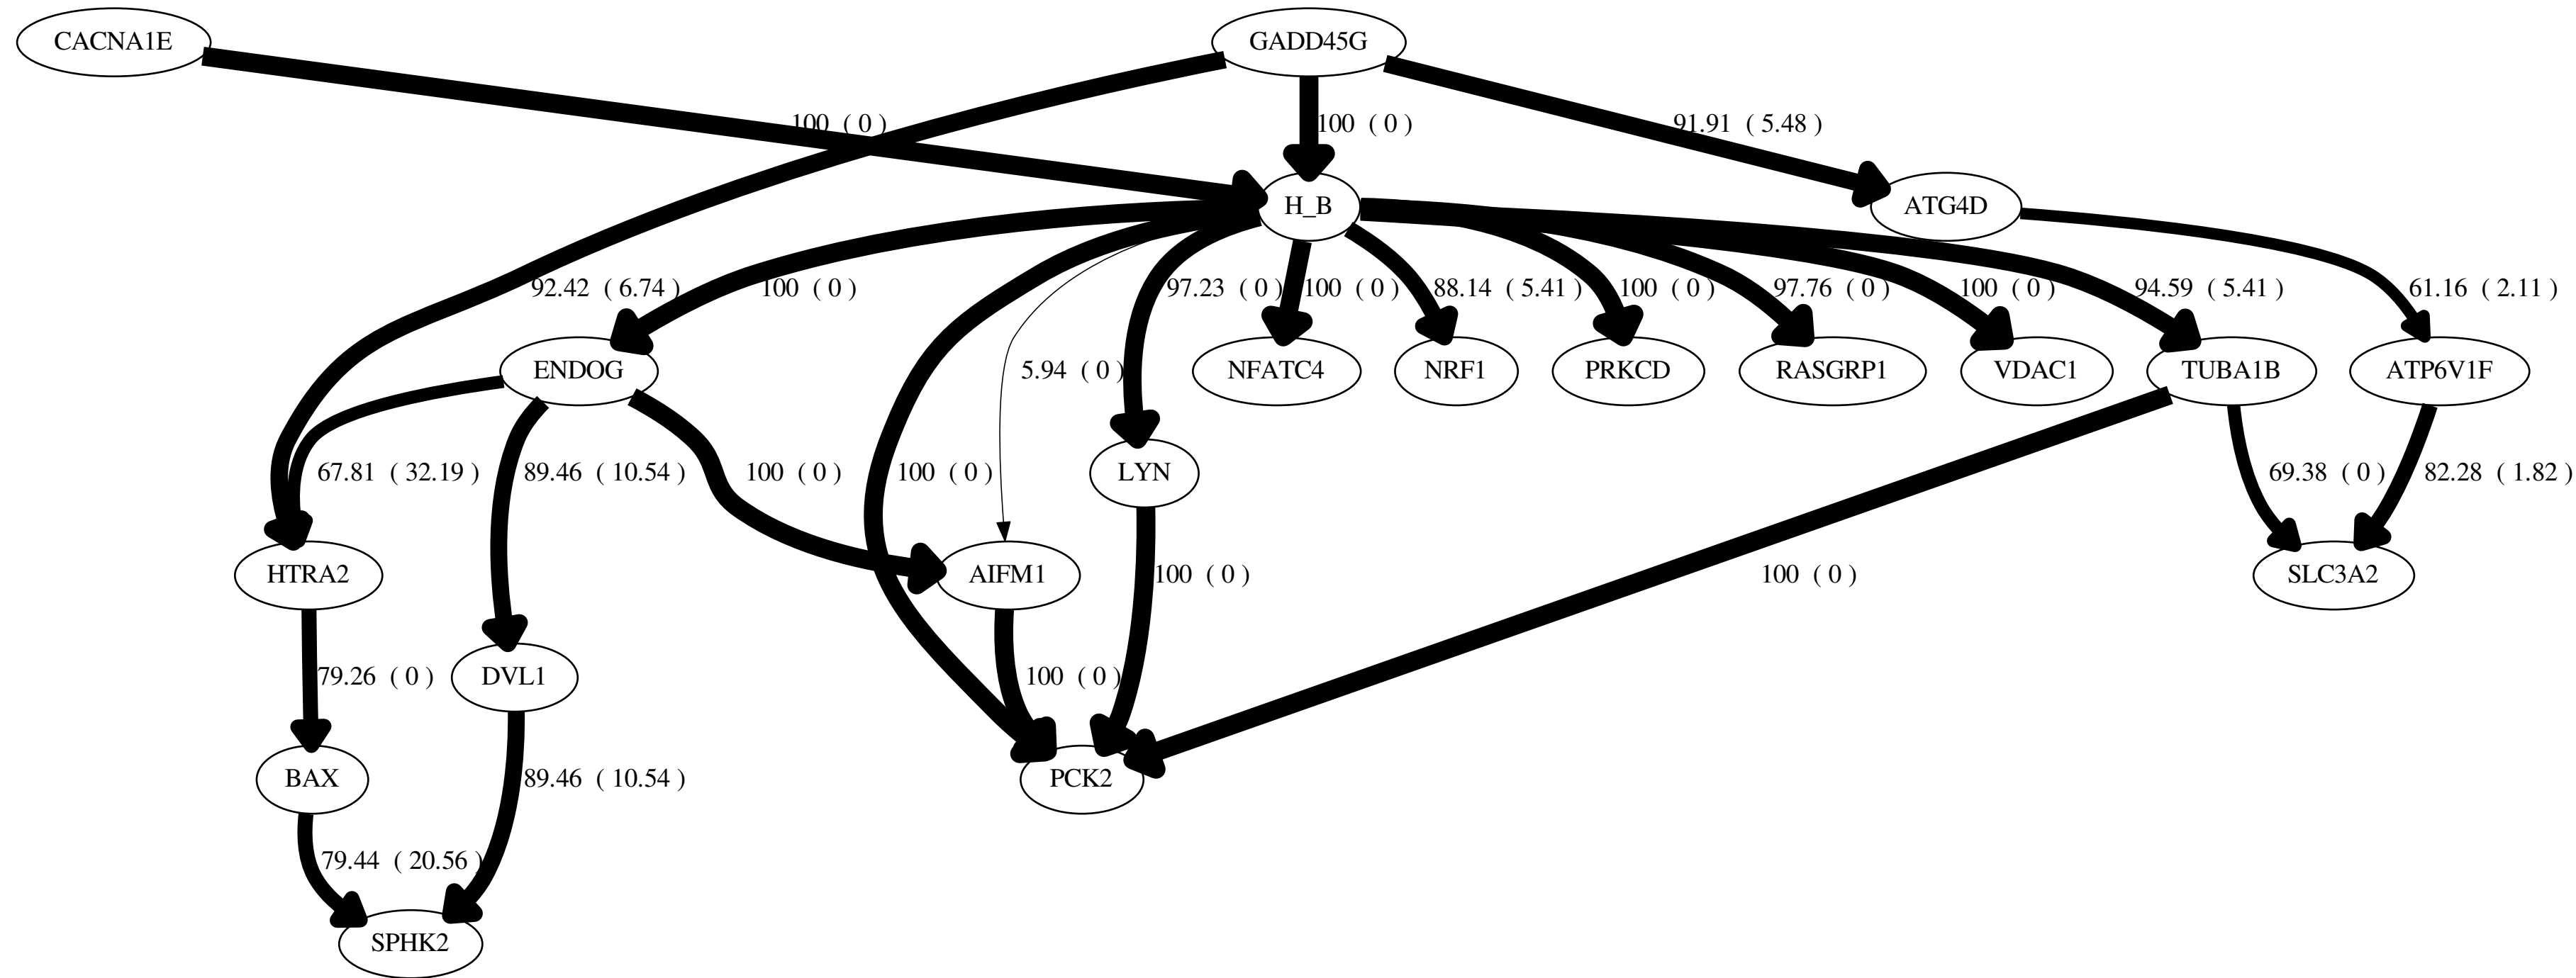 CACNA1E
GADD45G
100 ( 0 )
100 ( 0 )
91.91 ( 5.48 )
H_B
ATG4D
92.42 ( 6.74 )
100 ( 0 )
97.23 ( 0 )
100 ( 0 )
88.14 ( 5.41 )
100 ( 0 )
97.76 ( 0 )
100 ( 0 )
94.59 ( 5.41 )
61.16 ( 2.11 )
ENDOG
5.94 ( 0 )
NFATC4
NRF1
PRKCD
RASGRP1
VDAC1
TUBA1B
ATP6V1F
67.81 ( 32.19 )
89.46 ( 10.54 )
100 ( 0 )
100 ( 0 )
LYN
69.38 ( 0 )
82.28 ( 1.82 )
HTRA2
AIFM1
100 ( 0 )
100 ( 0 )
SLC3A2
79.26 ( 0 )
DVL1
100 ( 0 )
BAX
89.46 ( 10.54 )
PCK2
79.44 ( 20.56 )
SPHK2